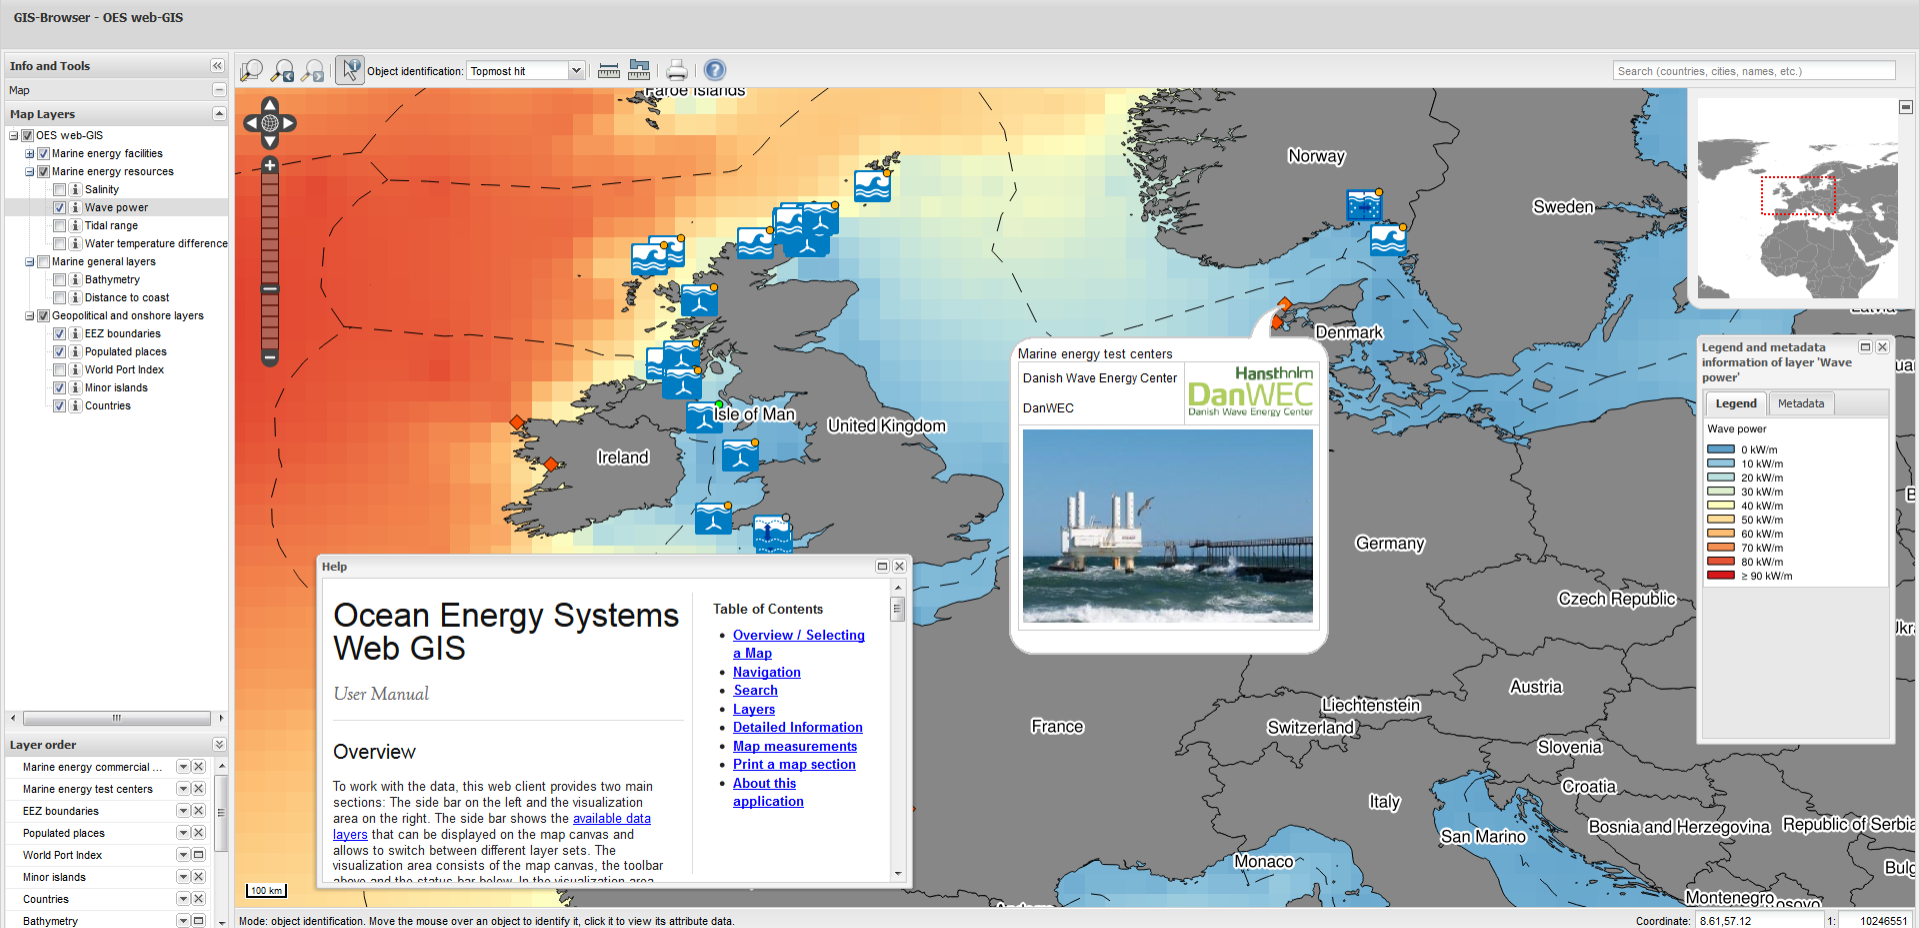 GIS-Browser - OES web-GIS
Info and Tools
Map
Map Layers
OES web-GIS
Marine energy facilities
Marine energy resources
Salinity
Wave power
Tidal range
Water temperature difference
Marine general layers
Bathymetry
Distance to coast
Geopolitical and onshore layers
EEZ boundaries
Populated places
World Port Index
Minor islands
Countries
Layer order
Marine energy commercial ...
Marine energy test centers
EEZ boundaries
Populated places
World Port Index
Minor islands
Countries
Bathymetry
Object identification: Topmost hit
Search (countries, cities, names, etc.)
Faroe Islands
Norway
Sweden
Denmark
Isle of Man
United Kingdom
Ireland
Germany
Czech Republic
Austria
Liechtenstein
Switzerland
France
Slovenia
Croatia
Italy
Bosnia and Herzegovina
Republic of Serbia
San Marino
Monaco
Montenegro
Marine energy test centers
Danish Wave Energy Center
DanWEC
Hanstholm
DanWEC
Danish Wave Energy Center
Legend and metadata
information of layer 'Wave
power'
Legend
Metadata
Wave power
0 kW/m
10 kW/m
20 kW/m
30 kW/m
40 kW/m
50 kW/m
60 kW/m
70 kW/m
80 kW/m
≥ 90 kW/m
Help
Ocean Energy Systems
Web GIS
User Manual
Overview
To work with the data, this web client provides two main
sections: The side bar on the left and the visualization
area on the right. The side bar shows the available data
layers that can be displayed on the map canvas and
allows to switch between different layer sets. The
visualization area consists of the map canvas, the toolbar
above and the status bar below. In the visualization area
Table of Contents
Overview / Selecting
a Map
Navigation
Search
Layers
Detailed Information
Map measurements
Print a map section
About this
application
100 km
Mode: object identification. Move the mouse over an object to identify it, click it to view its attribute data.
Coordinate: 8.61,57.12 1: 10246551